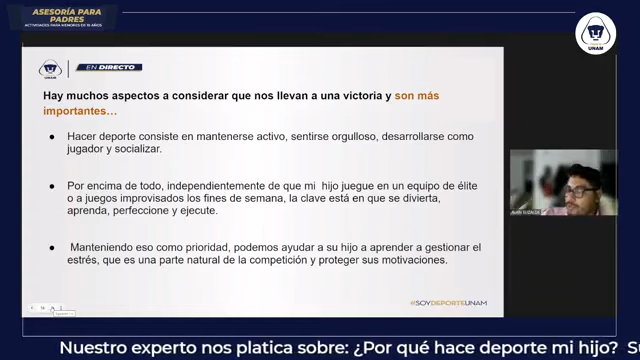 ASESORÍA PARA
PADRES
ACTIVIDADES PARA MENORES DE 15 AÑOS
UNAM
UNAM
EN DIRECTO
Hay muchos aspectos a considerar que nos llevan a una victoria y son más
importantes…
● Hacer deporte consiste en mantenerse activo, sentirse orgulloso, desarrollarse como
jugador y socializar.
● Por encima de todo, independientemente de que mi hijo juegue en un equipo de élite
o a juegos improvisados los fines de semana, la clave está en que se divierta,
aprenda, perfeccione y ejecute.
● Manteniendo eso como prioridad, podemos ayudar a su hijo a aprender a gestionar el
estrés, que es una parte natural de la competición y proteger sus motivaciones.
#SOYDEPORTEUNAM
Nuestro experto nos platica sobre: ¿Por qué hace deporte mi hijo?